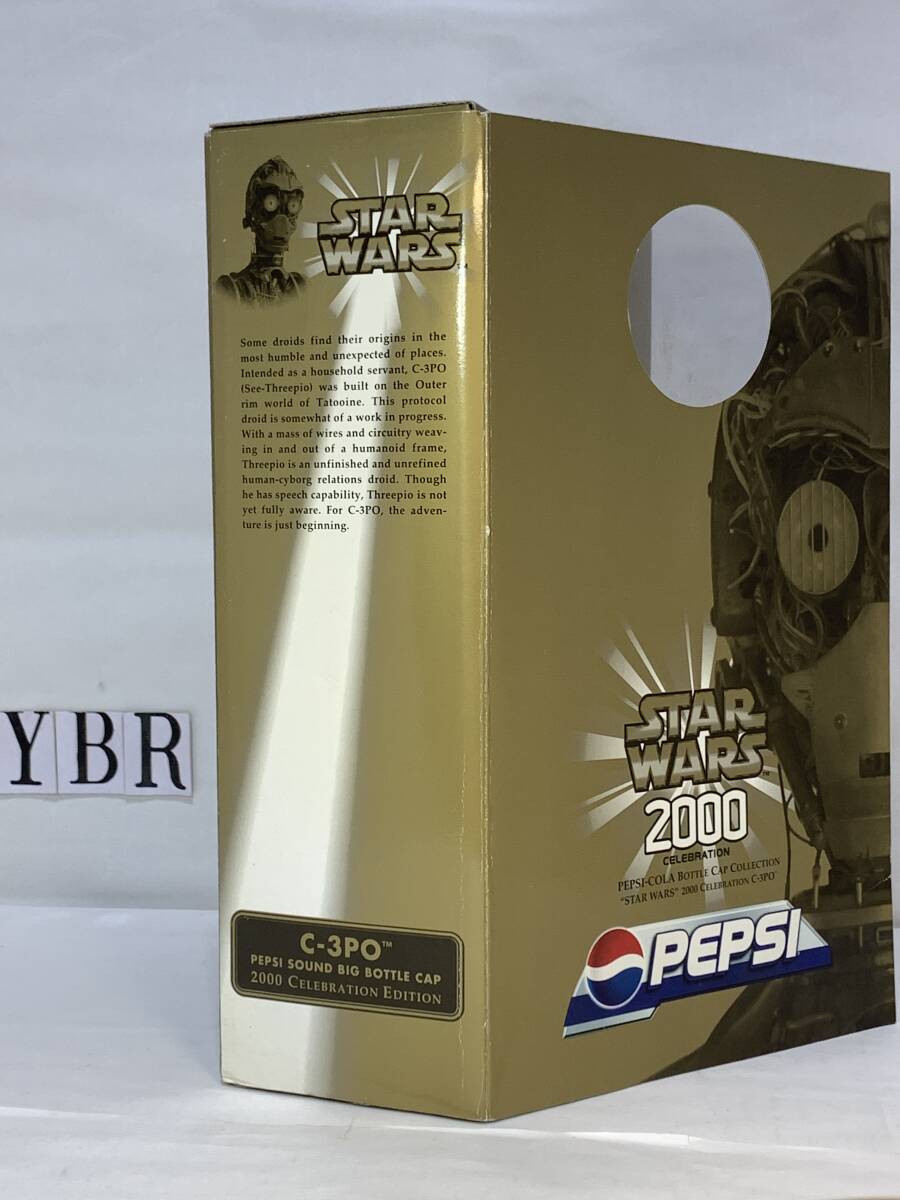 STAR
WARS™
Some droids find their origins in the
most humble and unexpected of places.
Intended as a household servant, C-3PO
(See-Threepio) was built on the Outer
rim world of Tatooine. This protocol
droid is somewhat of a work in progress.
With a mass of wires and circuitry weav-
ing in and out of a humanoid frame,
Threepio is an unfinished and unrefined
human-cyborg relations droid. Though
he has speech capability, Threepio is not
yet fully aware. For C-3PO, the adven-
ture is just beginning.
YBR
C-3PO™
PEPSI SOUND BIG BOTTLE CAP
2000 CELEBRATION EDITION
STAR
WARS™
2000
CELEBRATION
PEPSI-COLA BOTTLE CAP COLLECTION
"STAR WARS" 2000 CELEBRATION C-3PO™
PEPSI